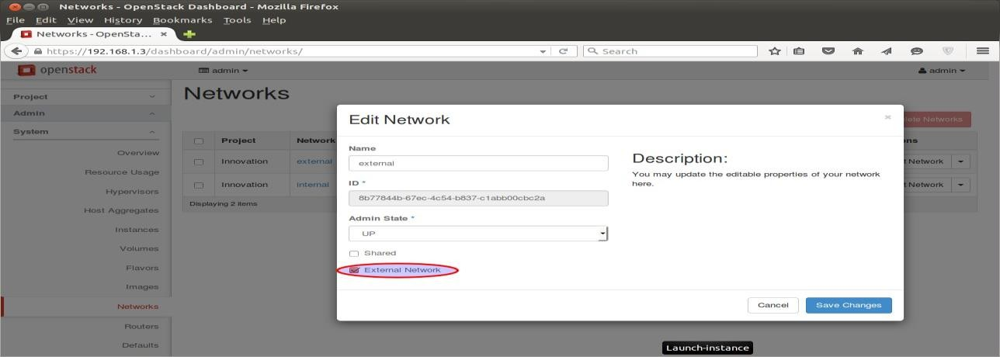 Networks - OpenStack Dashboard - Mozilla Firefox
File Edit View History Bookmarks Tools Help
Networks - OpenSta... ×
https://192.168.1.3/dashboard/admin/networks/ Search
openstack admin admin
Project
Admin
System
Overview
Resource Usage
Hypervisors
Host Aggregates
Instances
Volumes
Flavors
Images
Networks
Routers
Defaults
Networks
lete Networks
Project Network ns
Innovation external t Network
Innovation internal t Network
Displaying 2 items
Edit Network ×
Name
external
ID *
8b77844b-67ec-4c54-b837-c1abb00cbc2a
Admin State *
UP
Shared
External Network
Description:
You may update the editable properties of your network
here.
Cancel Save Changes
Launch-instance